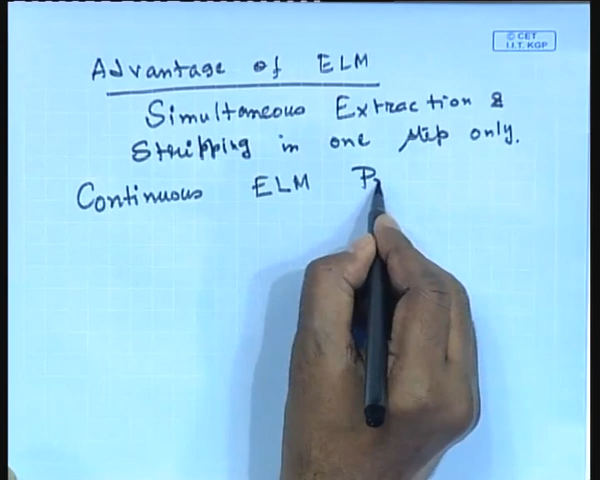 © CET
I.I.T. KGP
Advantage of ELM
Simultaneous Extraction &
Stripping in one step only.
Continuous ELM